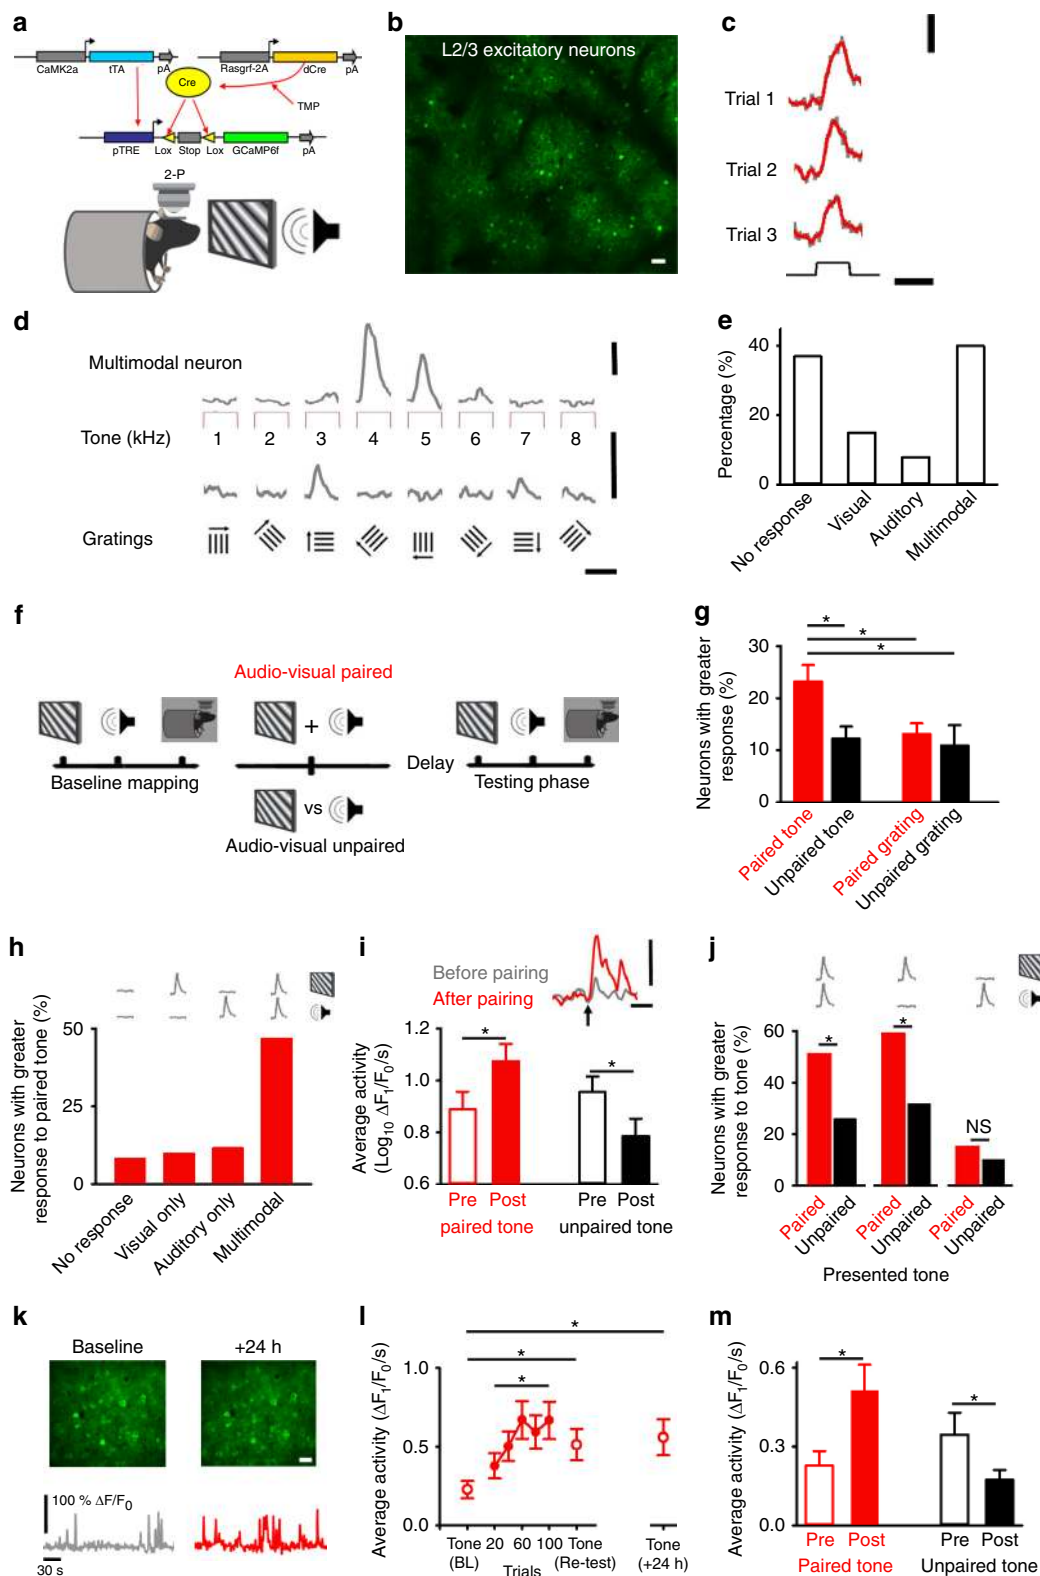 a
CaMK2a tTA pA
Rasgrf-2A dCre pA
Cre
TMP
pTRE Lox Stop Lox GCaMP6f pA
2-P
b
L2/3 excitatory neurons
c
Trial 1
Trial 2
Trial 3
d
Multimodal neuron
Tone (kHz) 1 2 3 4 5 6 7 8
Gratings
e
Percentage (%)
40
20
0
No response
Visual
Auditory
Multimodal
f
Audio-visual paired
+
Baseline mapping
Delay
Testing phase
vs
Audio-visual unpaired
g
Neurons with greater
response (%)
30
20
10
0
*
*
*
Paired tone
Unpaired tone
Paired grating
Unpaired grating
h
Neurons with greater
response to paired tone (%)
50
25
0
No response
Visual only
Auditory only
Multimodal
i
Before pairing
After pairing
Average activity
(Log10 ΔF1/F0/s)
1.2
1.0
0.8
0.6
*
*
Pre Post Pre Post
paired tone unpaired tone
j
Neurons with greater
response to tone (%)
60
40
20
0
*
*
NS
Paired
Unpaired
Paired
Unpaired
Paired
Unpaired
Presented tone
k
Baseline +24 h
100 % ΔF/F0
30 s
l
Average activity (ΔF1/F0/s)
1.0
0.5
0.0
*
*
*
Tone 20 60 100 Tone Tone
(BL) Trials (Re-test) (+24 h)
m
Average activity (ΔF1/F0/s)
0.6
0.3
0.0
*
*
Pre Post Pre Post
Paired tone Unpaired tone